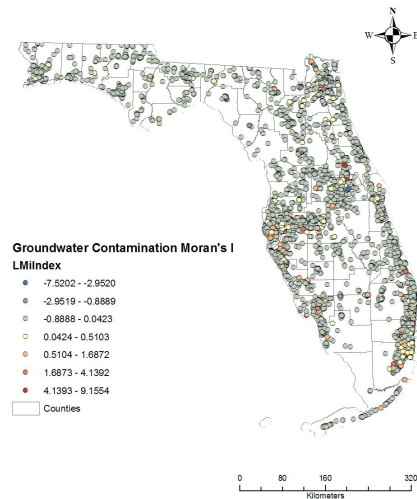 N
W E
S
Groundwater Contamination Moran's I
LMiIndex
-7.5202 - -2.9520
-2.9519 - -0.8889
-0.8888 - 0.0423
0.0424 - 0.5103
0.5104 - 1.6872
1.6873 - 4.1392
4.1393 - 9.1554
Counties
0 80 160 240 320
Kilometers